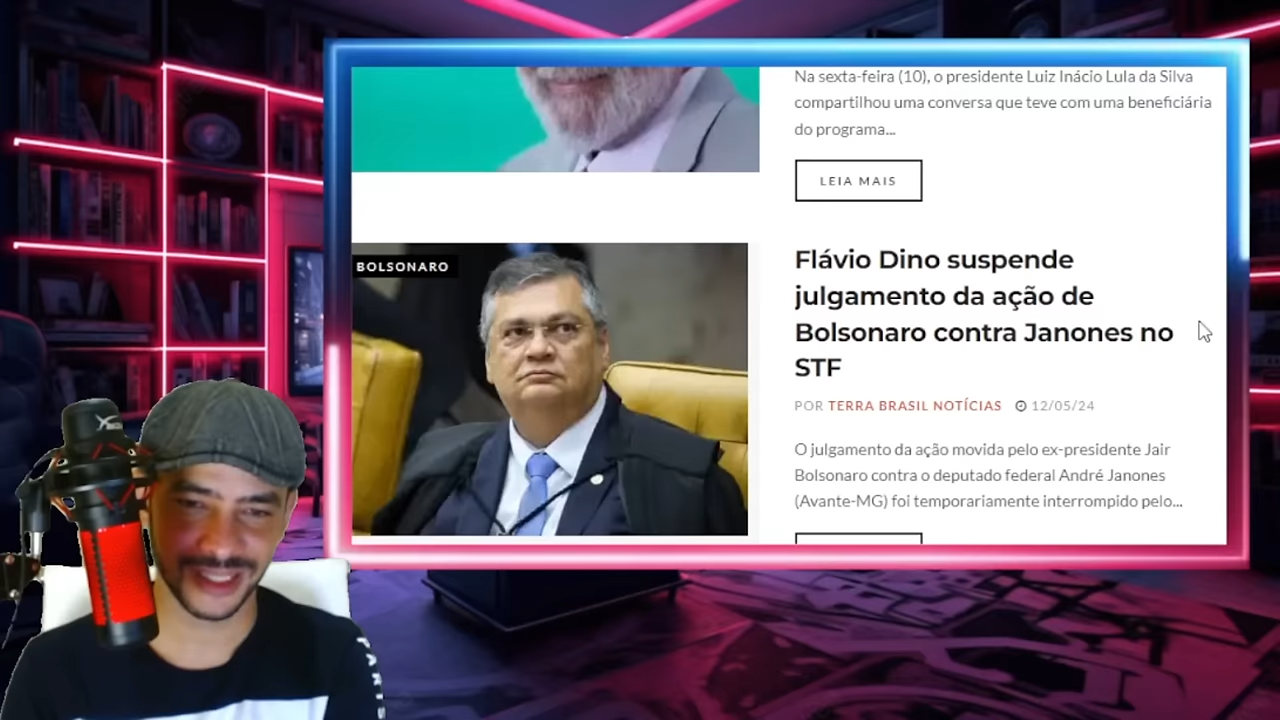 Na sexta-feira (10), o presidente Luiz Inácio Lula da Silva
compartilhou uma conversa que teve com uma beneficiária
do programa...
LEIA MAIS
BOLSONARO
Flávio Dino suspende
julgamento da ação de
Bolsonaro contra Janones no
STF
POR TERRA BRASIL NOTÍCIAS 12/05/24
O julgamento da ação movida pelo ex-presidente Jair
Bolsonaro contra o deputado federal André Janones
(Avante-MG) foi temporariamente interrompido pelo...
PARIS